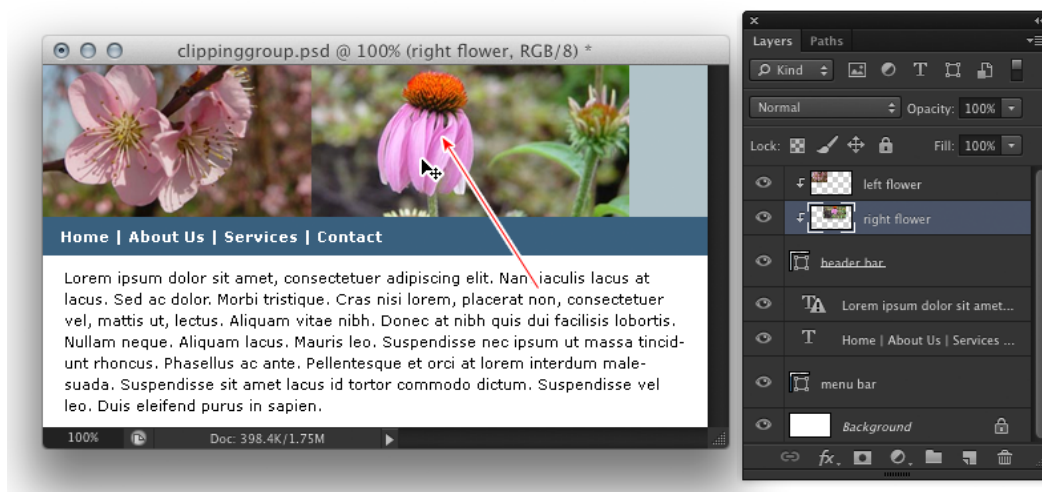 clippinggroup.psd @ 100% (right flower, RGB/8) *
Home | About Us | Services | Contact
Lorem ipsum dolor sit amet, consectetuer adipiscing elit. Nam iaculis lacus at
lacus. Sed ac dolor. Morbi tristique. Cras nisi lorem, placerat non, consectetuer
vel, mattis ut, lectus. Aliquam vitae nibh. Donec at nibh quis dui facilisis lobortis.
Nullam neque. Aliquam lacus. Mauris leo. Suspendisse nec ipsum ut massa tincid-
unt rhoncus. Phasellus ac ante. Pellentesque et orci at lorem interdum male-
suada. Suspendisse sit amet lacus id tortor commodo dictum. Suspendisse vel
leo. Duis eleifend purus in sapien.
100% Doc: 398.4K/1.75M
Layers Paths
Kind
Normal Opacity: 100%
Lock: Fill: 100%
left flower
right flower
header bar
Lorem ipsum dolor sit amet...
Home | About Us | Services ...
menu bar
Background
fx